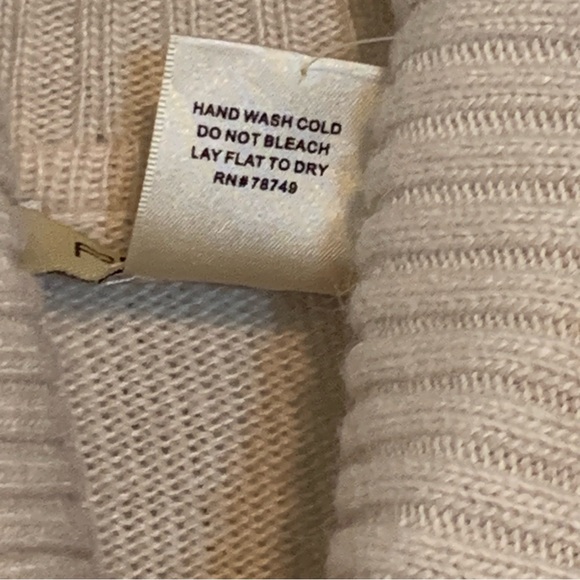 HAND WASH COLD
DO NOT BLEACH
LAY FLAT TO DRY
RN# 78749